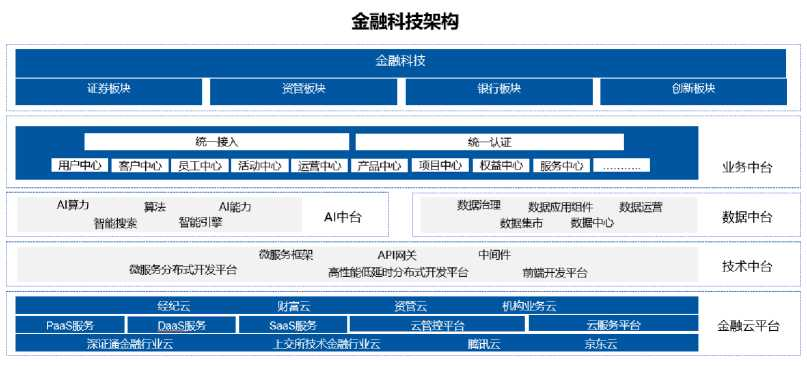 金融科技架构
金融科技
证券板块 资管板块 银行板块 创新板块
统一接入 统一认证
用户中心 客户中心 员工中心 活动中心 运营中心 产品中心 项目中心 权益中心 服务中心 ………..
业务中台
AI算力 算法 AI能力
智能搜索 智能引擎
AI中台
数据治理 数据应用组件 数据运营
数据集市 数据中心
数据中台
微服务框架 API网关 中间件
微服务分布式开发平台 高性能低延时分布式开发平台 前端开发平台
技术中台
经纪云 财富云 资管云 机构业务云
PaaS服务 DaaS服务 SaaS服务 云管控平台 云服务平台
深证通金融行业云 上交所技术金融行业云 腾讯云 京东云
金融云平台